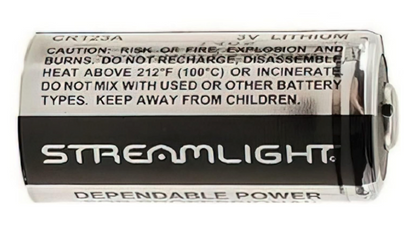 CR123A 3V LITHIUM
CAUTION: RISK OF FIRE, EXPLOSION AND
BURNS. DO NOT RECHARGE, DISASSEMBLE
HEAT ABOVE 212°F (100°C) OR INCINERATE
DO NOT MIX WITH USED OR OTHER BATTERY
TYPES. KEEP AWAY FROM CHILDREN.
STREAMLIGHT®
DEPENDABLE POWER